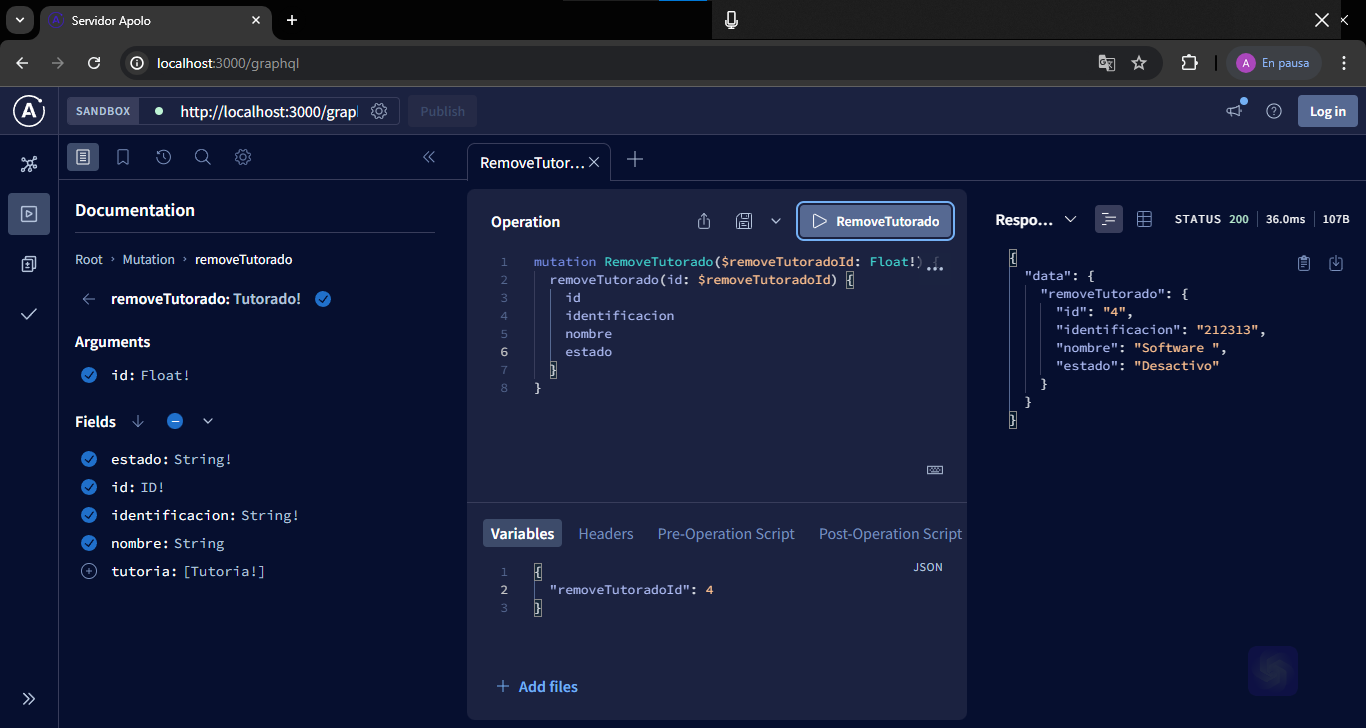 Servidor Apolo
localhost:3000/graphql
A
En pausa
SANDBOX
http://localhost:3000/grap
Publish
Log in
Documentation
Root › Mutation › removeTutorado
removeTutorado: Tutorado!
Arguments
id: Float!
Fields
estado: String!
id: ID!
identificacion: String!
nombre: String
tutoria: [Tutoria!]
RemoveTutor...
Operation
RemoveTutorado
1 mutation RemoveTutorado($removeTutoradoId: Float!) {
2 removeTutorado(id: $removeTutoradoId) {
3 id
4 identificacion
5 nombre
6 estado
7 }
8 }
Variables
Headers
Pre-Operation Script
Post-Operation Script
JSON
1 {
2 "removeTutoradoId": 4
3 }
+ Add files
Respo...
STATUS 200
36.0ms
107B
{
"data": {
"removeTutorado": {
"id": "4",
"identificacion": "212313",
"nombre": "Software ",
"estado": "Desactivo"
}
}
}